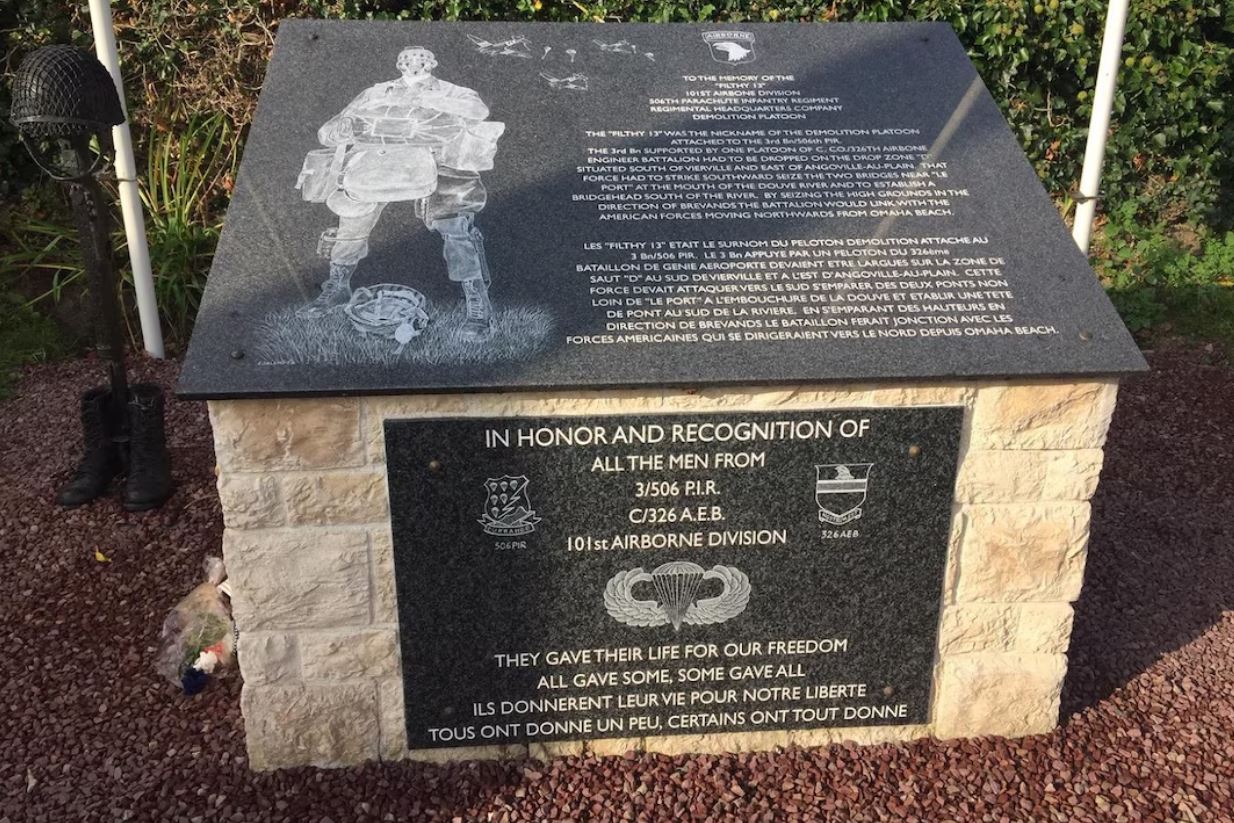 AIRBORNE
TO THE MEMORY OF THE
"FILTHY 13"
101ST AIRBONE DIVISION
506TH PARACHUTE INFANTRY REGIMENT
REGIMENTAL HEADQUARTERS COMPANY
DEMOLITION PLATOON
THE "FILTHY 13" WAS THE NICKNAME OF THE DEMOLITION PLATOON
ATTACHED TO THE 3rd Bn/506th PIR.
THE 3rd Bn SUPPORTED BY ONE PLATOON OF C. CO/326TH AIRBONE
ENGINEER BATTALION HAD TO BE DROPPED ON THE DROP ZONE "D"
SITUATED SOUTH OF VIERVILLE AND EAST OF ANGOVILLE-AU-PLAIN. THAT
FORCE HAD TO STRIKE SOUTHWARD SEIZE THE TWO BRIDGES NEAR "LE
PORT" AT THE MOUTH OF THE DOUVE RIVER AND TO ESTABLISH A
BRIDGEHEAD SOUTH OF THE RIVER. BY SEIZING THE HIGH GROUNDS IN THE
DIRECTION OF BREVANDS THE BATTALION WOULD LINK WITH THE
AMERICAN FORCES MOVING NORTHWARDS FROM OMAHA BEACH.
LES "FILTHY 13" ETAIT LE SURNOM DU PELOTON DEMOLITION ATTACHE AU
3 Bn/506 PIR. LE 3 Bn APPUYE PAR UN PELOTON DU 326ème
BATAILLON DE GENIE AEROPORTE DEVAIENT ETRE LARGUES SUR LA ZONE DE
SAUT "D" AU SUD DE VIERVILLE ET A L'EST D'ANGOVILLE-AU-PLAIN. CETTE
FORCE DEVAIT ATTAQUER VERS LE SUD S'EMPARER DES DEUX PONTS NON
LOIN DE "LE PORT" A L'EMBOUCHURE DE LA DOUVE ET ETABLIR UNE TETE
DE PONT AU SUD DE LA RIVIERE. EN S'EMPARANT DES HAUTEURS EN
DIRECTION DE BREVANDS LE BATAILLON FERAIT JONCTION AVEC LES
FORCES AMERICAINES QUI SE DIRIGERAIENT VERS LE NORD DEPUIS OMAHA BEACH.
IN HONOR AND RECOGNITION OF
ALL THE MEN FROM
3/506 P.I.R.
C/326 A.E.B.
101st AIRBORNE DIVISION
CURRAHEE
506PIR
326AEB
THEY GAVE THEIR LIFE FOR OUR FREEDOM
ALL GAVE SOME, SOME GAVE ALL
ILS DONNERENT LEUR VIE POUR NOTRE LIBERTE
TOUS ONT DONNE UN PEU, CERTAINS ONT TOUT DONNE